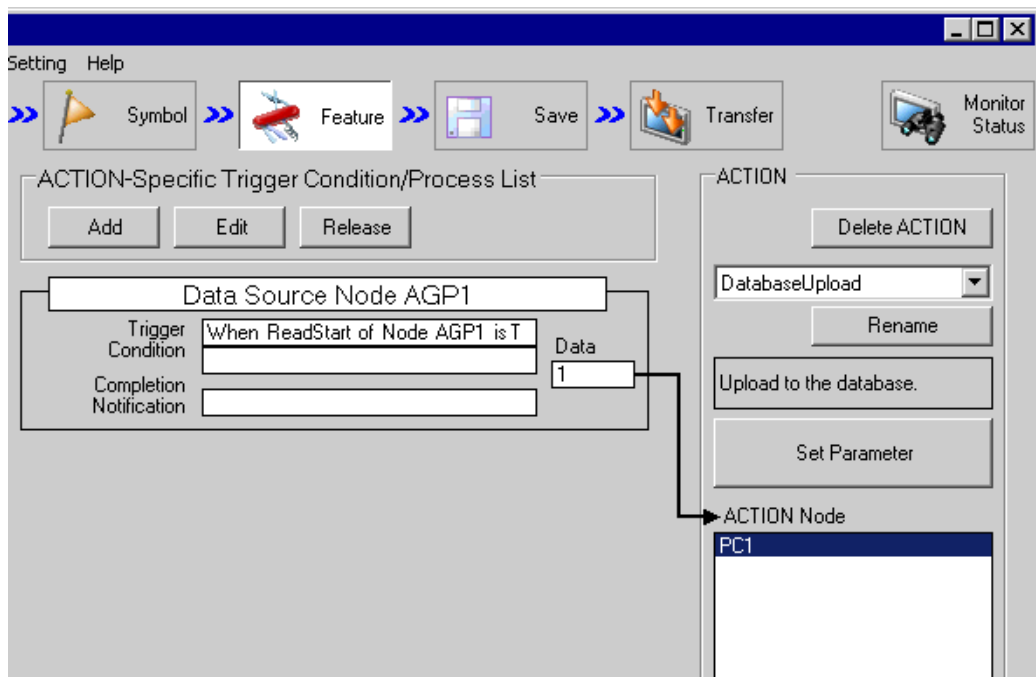 Setting Help
Symbol Feature Save Transfer Monitor Status
ACTION-Specific Trigger Condition/Process List
Add Edit Release
Data Source Node AGP1
Trigger Condition
When ReadStart of Node AGP1 is T
Data
1
Completion Notification
ACTION
Delete ACTION
DatabaseUpload
Rename
Upload to the database.
Set Parameter
ACTION Node
PC1